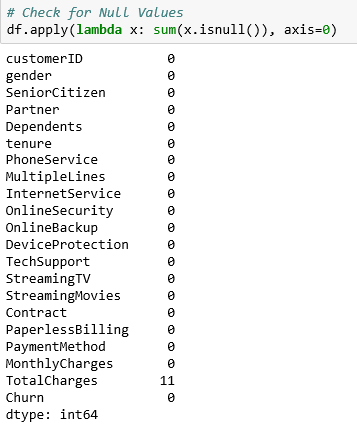 # Check for Null Values
df.apply(lambda x: sum(x.isnull()), axis=0)
customerID 0
gender 0
SeniorCitizen 0
Partner 0
Dependents 0
tenure 0
PhoneService 0
MultipleLines 0
InternetService 0
OnlineSecurity 0
OnlineBackup 0
DeviceProtection 0
TechSupport 0
StreamingTV 0
StreamingMovies 0
Contract 0
PaperlessBilling 0
PaymentMethod 0
MonthlyCharges 0
TotalCharges 11
Churn 0
dtype: int64